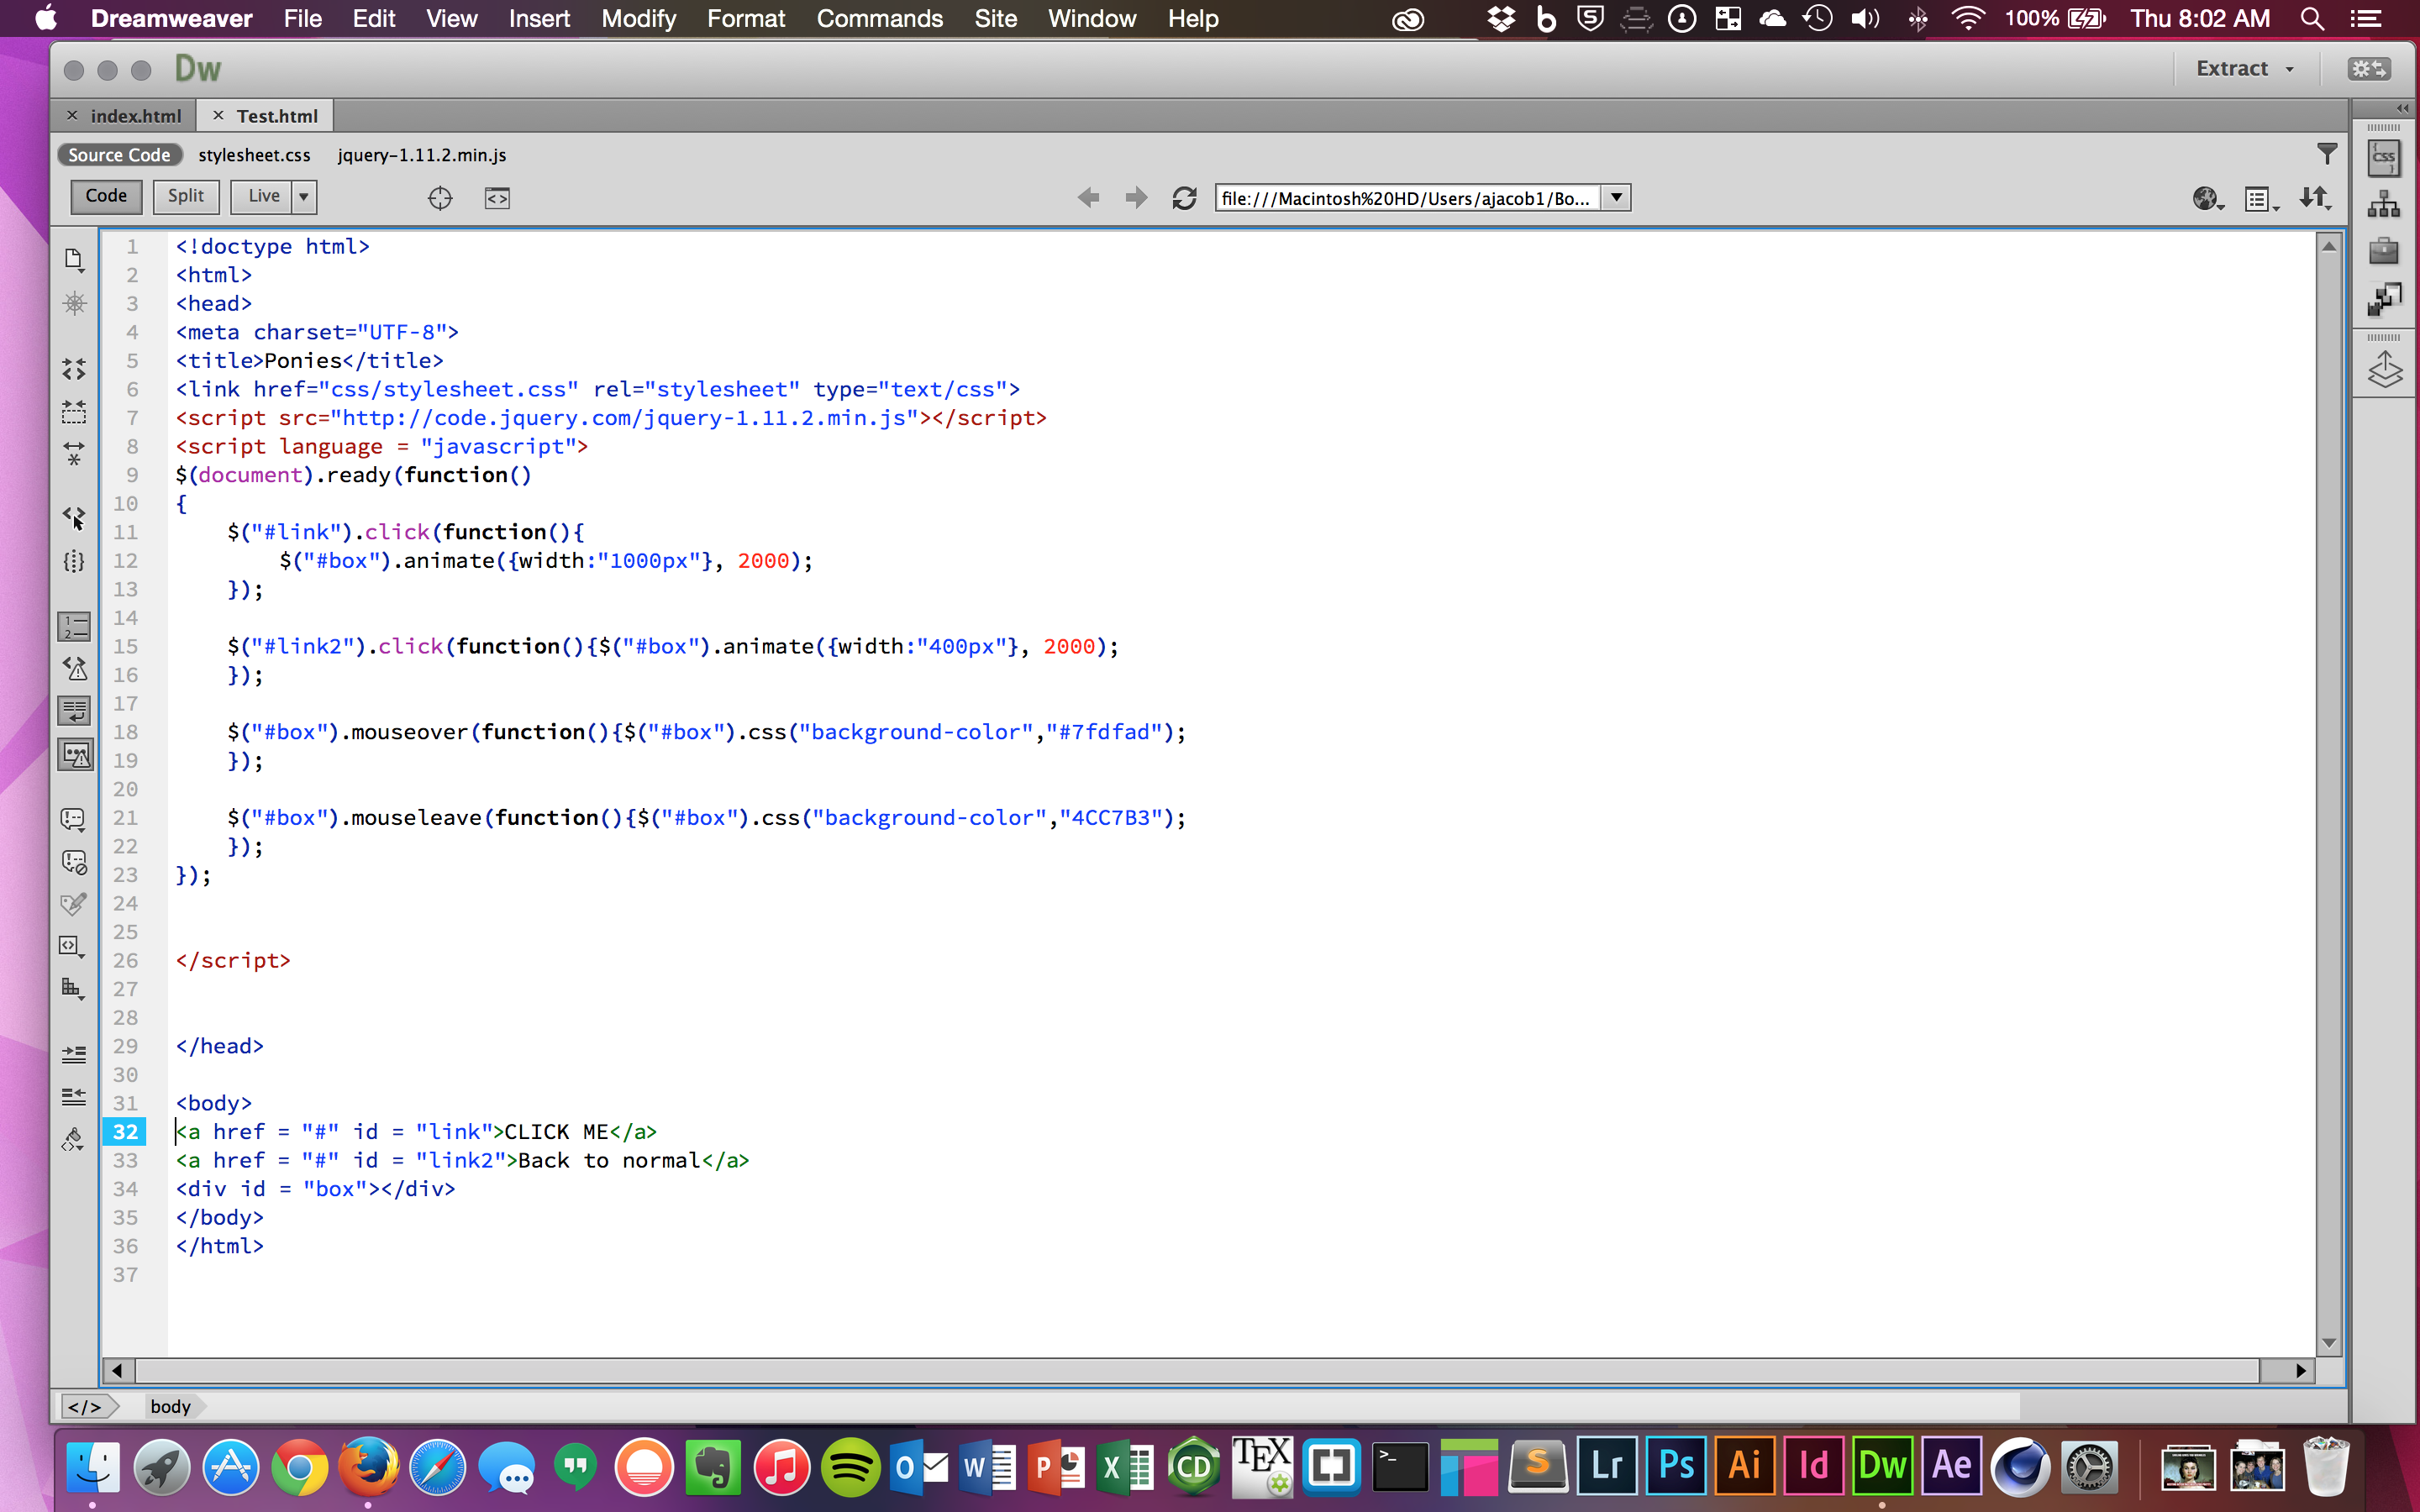 Dreamweaver File Edit View Insert Modify Format Commands Site Window Help 100% Thu 8:02 AM
Dw Extract
index.html Test.html
Source Code stylesheet.css jquery-1.11.2.min.js
Code Split Live file:///Macintosh%20HD/Users/ajacob1/Bo...
1 <!doctype html>
2 <html>
3 <head>
4 <meta charset="UTF-8">
5 <title>Ponies</title>
6 <link href="css/stylesheet.css" rel="stylesheet" type="text/css">
7 <script src="http://code.jquery.com/jquery-1.11.2.min.js"></script>
8 <script language = "javascript">
9 $(document).ready(function()
10 {
11 $("#link").click(function(){
12 $("#box").animate({width:"1000px"}, 2000);
13 });
14
15 $("#link2").click(function(){$("#box").animate({width:"400px"}, 2000);
16 });
17
18 $("#box").mouseover(function(){$("#box").css("background-color","#7fdfad");
19 });
20
21 $("#box").mouseleave(function(){$("#box").css("background-color","4CC7B3");
22 });
23 });
24
25
26 </script>
27
28
29 </head>
30
31 <body>
32 <a href = "#" id = "link">CLICK ME</a>
33 <a href = "#" id = "link2">Back to normal</a>
34 <div id = "box"></div>
35 </body>
36 </html>
37
</> body
CD TEX >_ S Lr Ps Ai Id Dw Ae